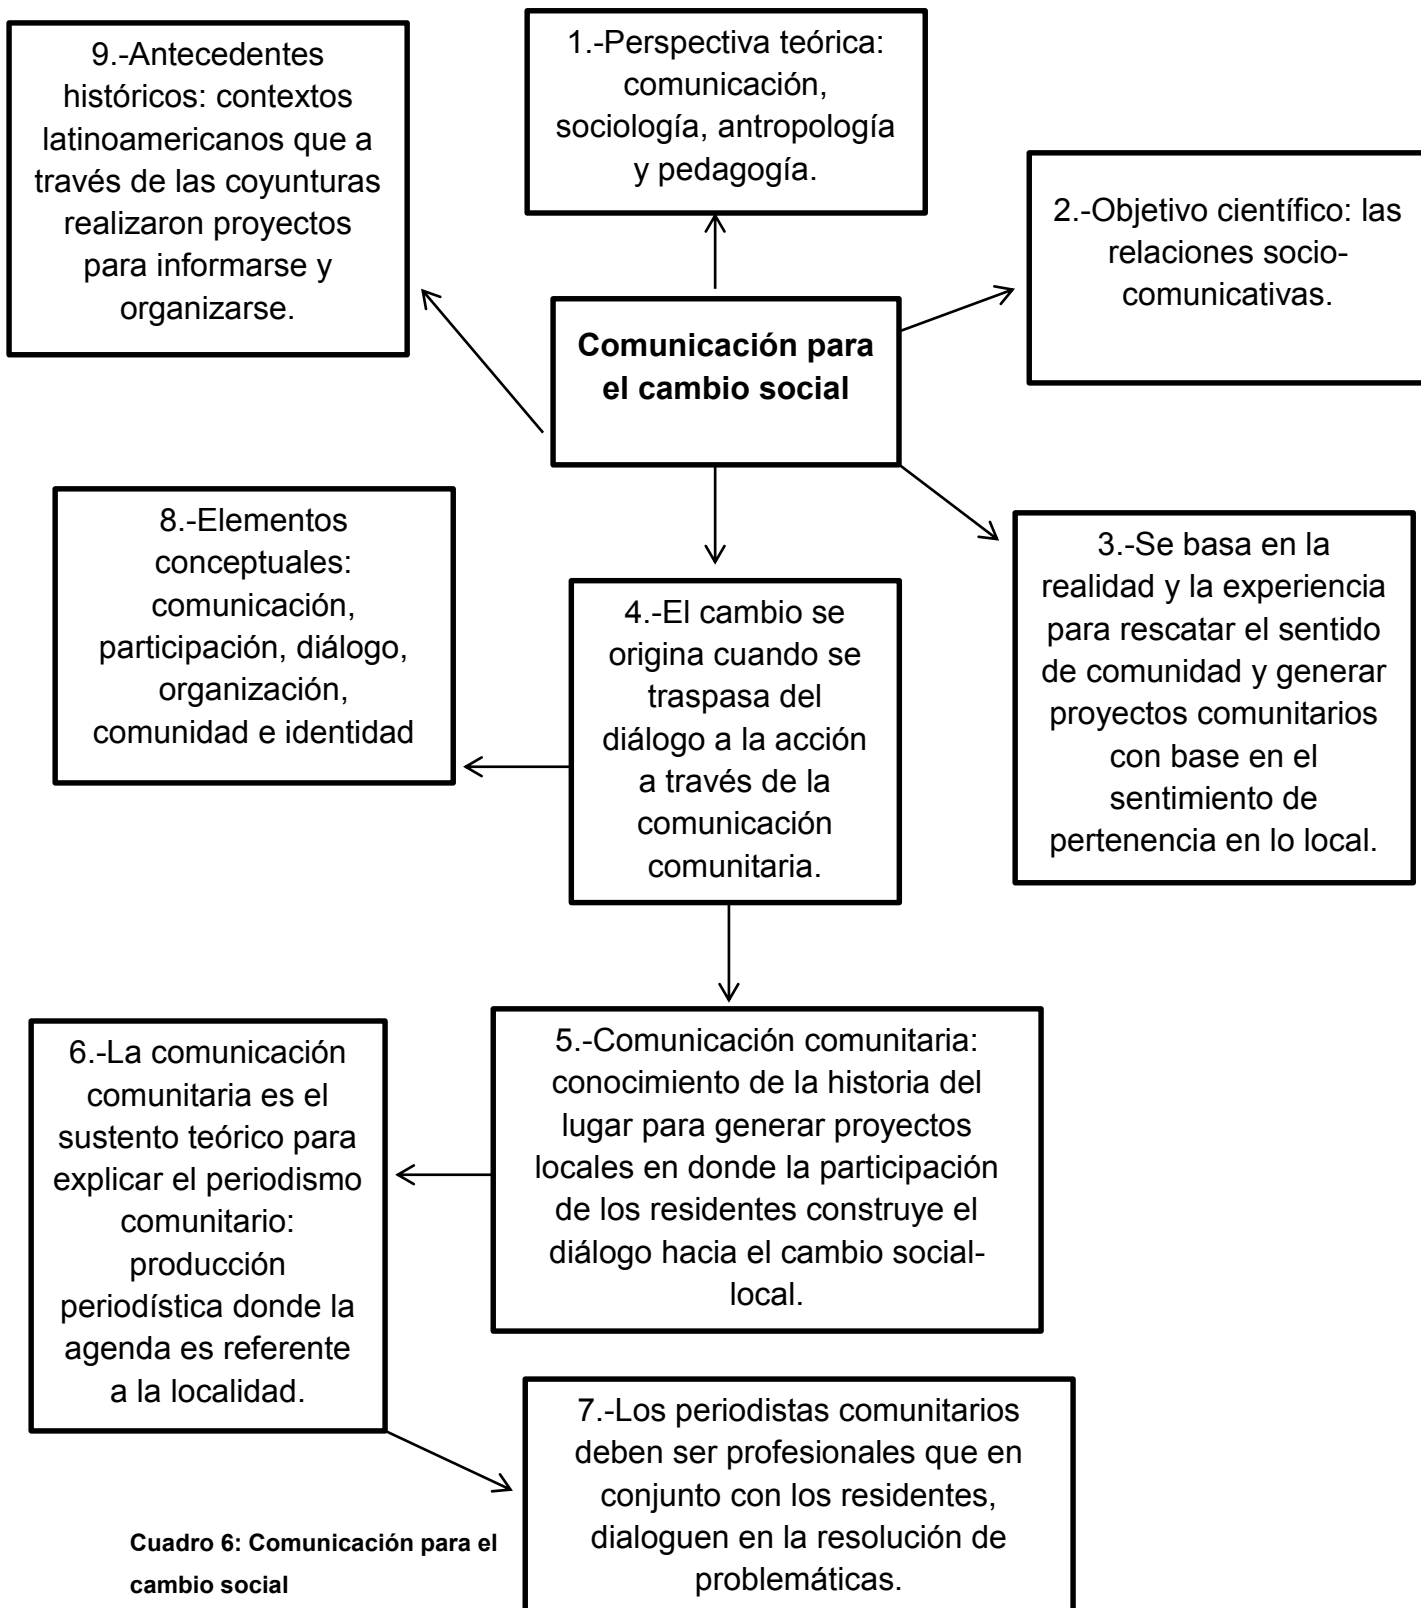 9.-Antecedentes
históricos: contextos
latinoamericanos que a
través de las coyunturas
realizaron proyectos
para informarse y
organizarse.
1.-Perspectiva teórica:
comunicación,
sociología, antropología
y pedagogía.
2.-Objetivo científico: las
relaciones socio-
comunicativas.
Comunicación para
el cambio social
8.-Elementos
conceptuales:
comunicación,
participación, diálogo,
organización,
comunidad e identidad
4.-El cambio se
origina cuando se
traspasa del
diálogo a la acción
a través de la
comunicación
comunitaria.
3.-Se basa en la
realidad y la experiencia
para rescatar el sentido
de comunidad y generar
proyectos comunitarios
con base en el
sentimiento de
pertenencia en lo local.
6.-La comunicación
comunitaria es el
sustento teórico para
explicar el periodismo
comunitario:
producción
periodística donde la
agenda es referente
a la localidad.
5.-Comunicación comunitaria:
conocimiento de la historia del
lugar para generar proyectos
locales en donde la participación
de los residentes construye el
diálogo hacia el cambio social-
local.
7.-Los periodistas comunitarios
deben ser profesionales que en
conjunto con los residentes,
dialoguen en la resolución de
problemáticas.
Cuadro 6: Comunicación para el
cambio social